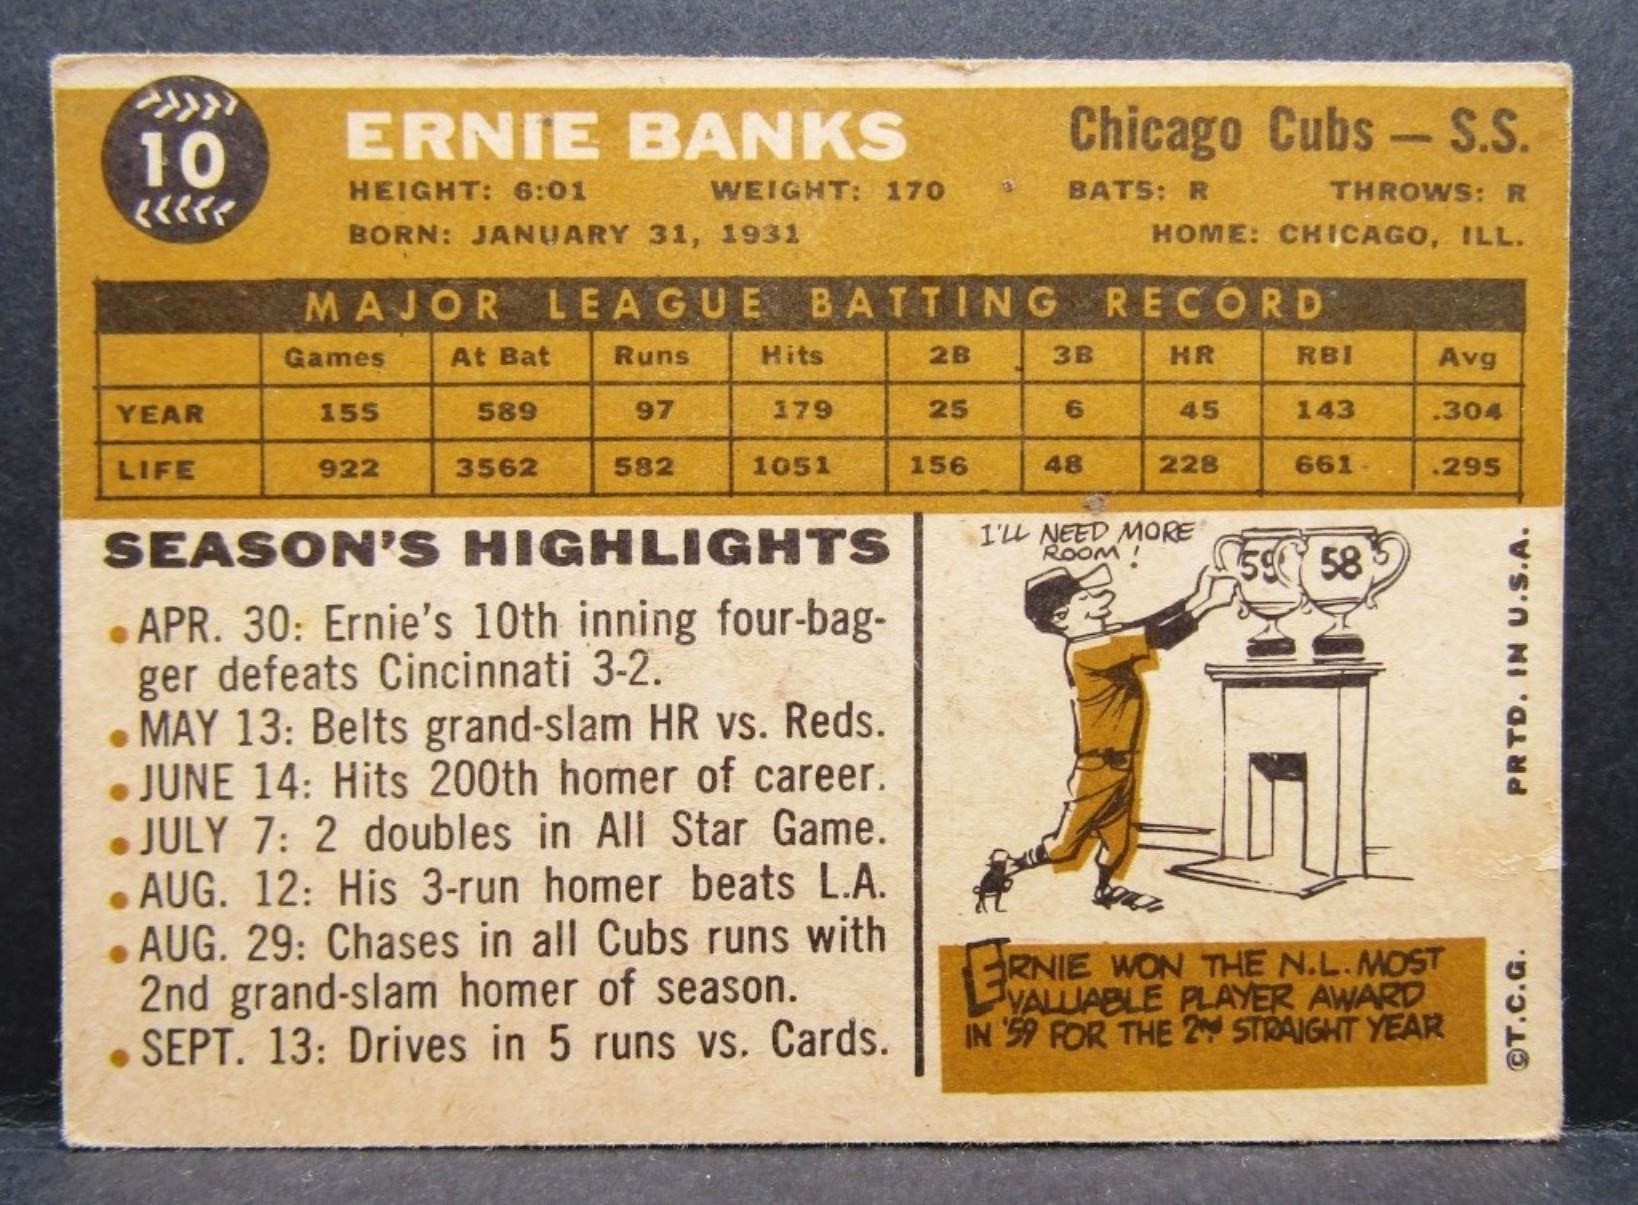 10
ERNIE BANKS
Chicago Cubs — S.S.
HEIGHT: 6:01 WEIGHT: 170 BATS: R THROWS: R
BORN: JANUARY 31, 1931 HOME: CHICAGO, ILL.
MAJOR LEAGUE BATTING RECORD
Games At Bat Runs Hits 2B 3B HR RBI Avg
YEAR 155 589 97 179 25 6 45 143 .304
LIFE 922 3562 582 1051 156 48 228 661 .295
SEASON'S HIGHLIGHTS
• APR. 30: Ernie's 10th inning four-bag-
ger defeats Cincinnati 3-2.
• MAY 13: Belts grand-slam HR vs. Reds.
• JUNE 14: Hits 200th homer of career.
• JULY 7: 2 doubles in All Star Game.
• AUG. 12: His 3-run homer beats L.A.
• AUG. 29: Chases in all Cubs runs with
2nd grand-slam homer of season.
• SEPT. 13: Drives in 5 runs vs. Cards.
I'LL NEED MORE
ROOM!
59 58
ERNIE WON THE N.L. MOST
VALUABLE PLAYER AWARD
IN '59 FOR THE 2ND STRAIGHT YEAR
©T.C.G. PRTD. IN U.S.A.